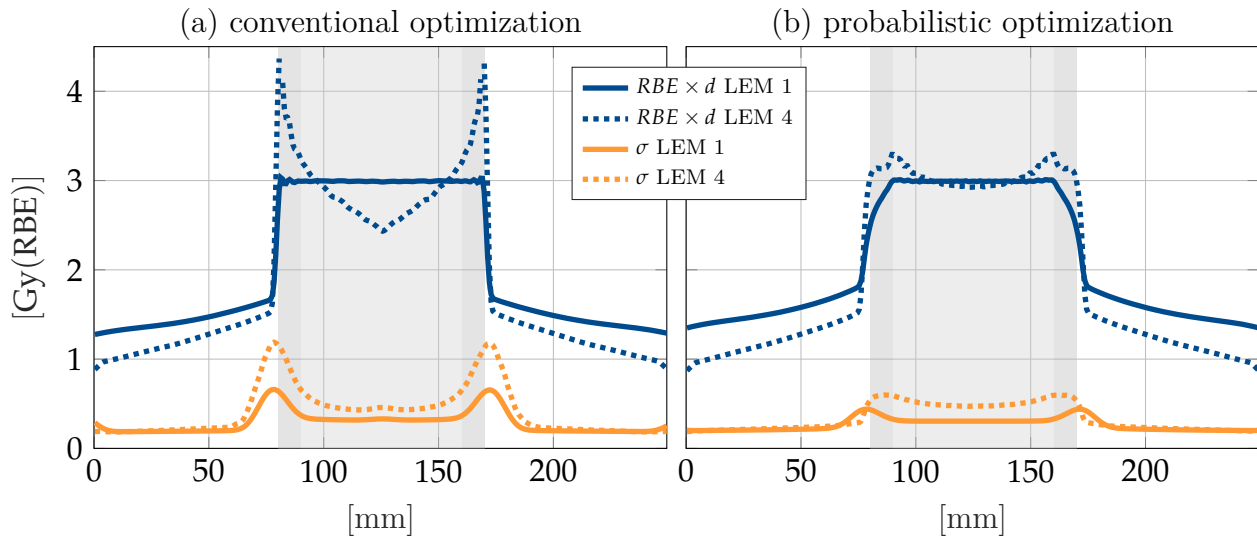 (a) conventional optimization
(b) probabilistic optimization
[Gy(RBE)]
4
3
2
1
0
RBE × d LEM 1
RBE × d LEM 4
σ LEM 1
σ LEM 4
0 50 100 150 200
0 50 100 150 200
[mm]
[mm]